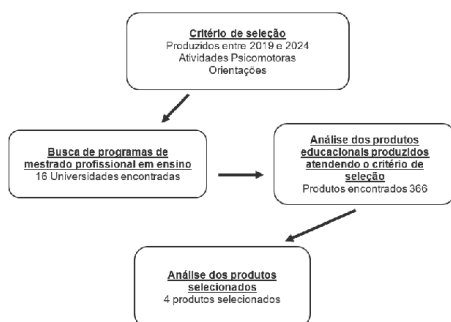 Critério de seleção
Produzidos entre 2019 e 2024
Atividades Psicomotoras
Orientações
Busca de programas de
mestrado profissional em ensino
16 Universidades encontradas
Análise dos produtos
educacionais produzidos
atendendo o critério de
seleção
Produtos encontrados 366
Análise dos produtos
selecionados
4 produtos selecionados